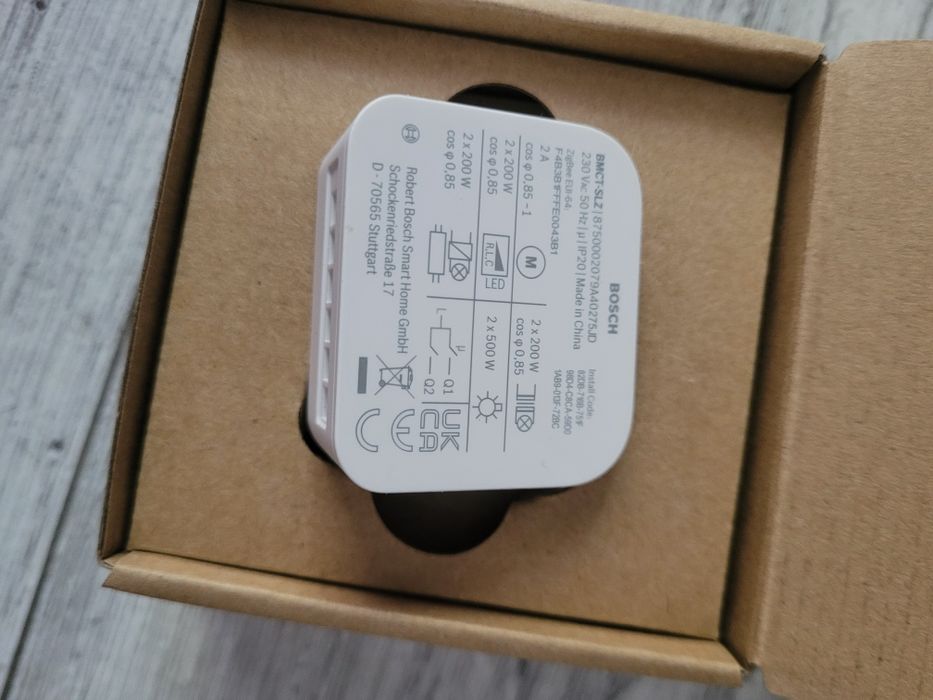 BOSCH
BMCT-SLZ | 8750002079A40275JD
230 VAC 50 Hz | μ | IP20 | Made in China
ZigBee EUI-64:
F4B3B1FFFE0043B1
Install Code:
2 A
cos φ 0,85 - 1
M
2 x 200 W
cos φ 0,85
2 x 200 W
cos φ 0,85
R,L,C
LED
2 x 500 W
2 x 200 W
cos φ 0,85
L
μ
Q1
Q2
UK
CA
CE
Robert Bosch Smart Home GmbH
Schockenriedstraße 17
D - 70565 Stuttgart